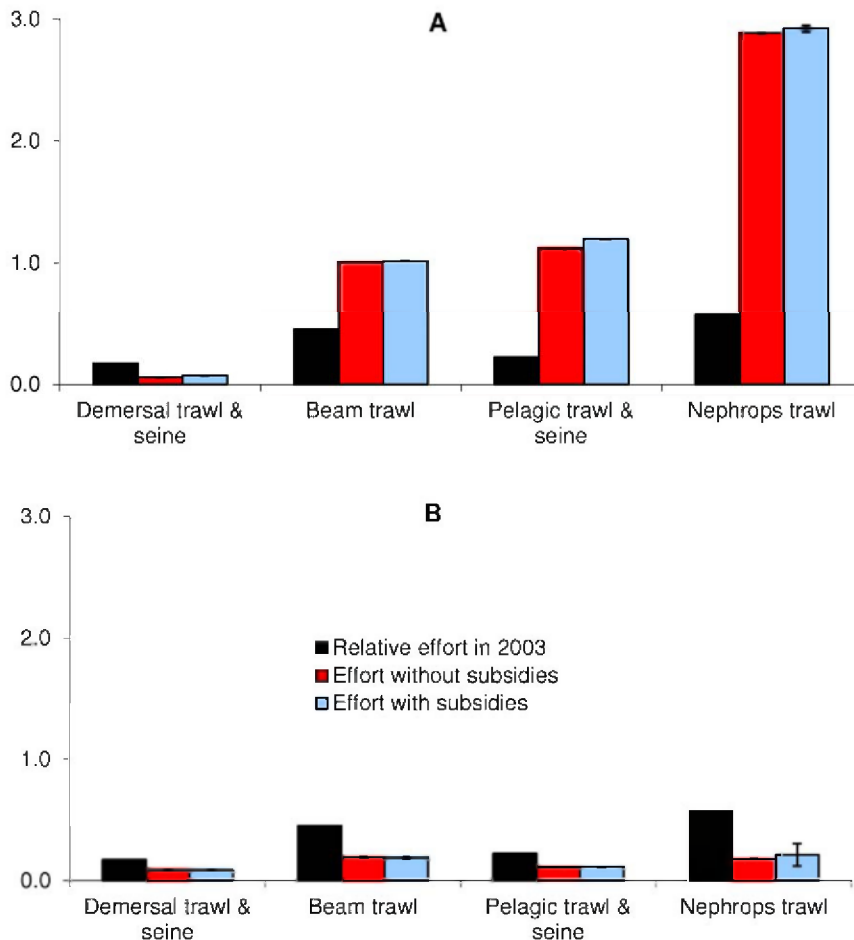 A
3.0
2.0
1.0
0.0
Demersal trawl &
seine
Beam trawl
Pelagic trawl &
seine
Nephrops trawl
B
3.0
2.0
1.0
0.0
Relative effort in 2003
Effort without subsidies
Effort with subsidies
Demersal trawl &
seine
Beam trawl
Pelagic trawl &
seine
Nephrops trawl